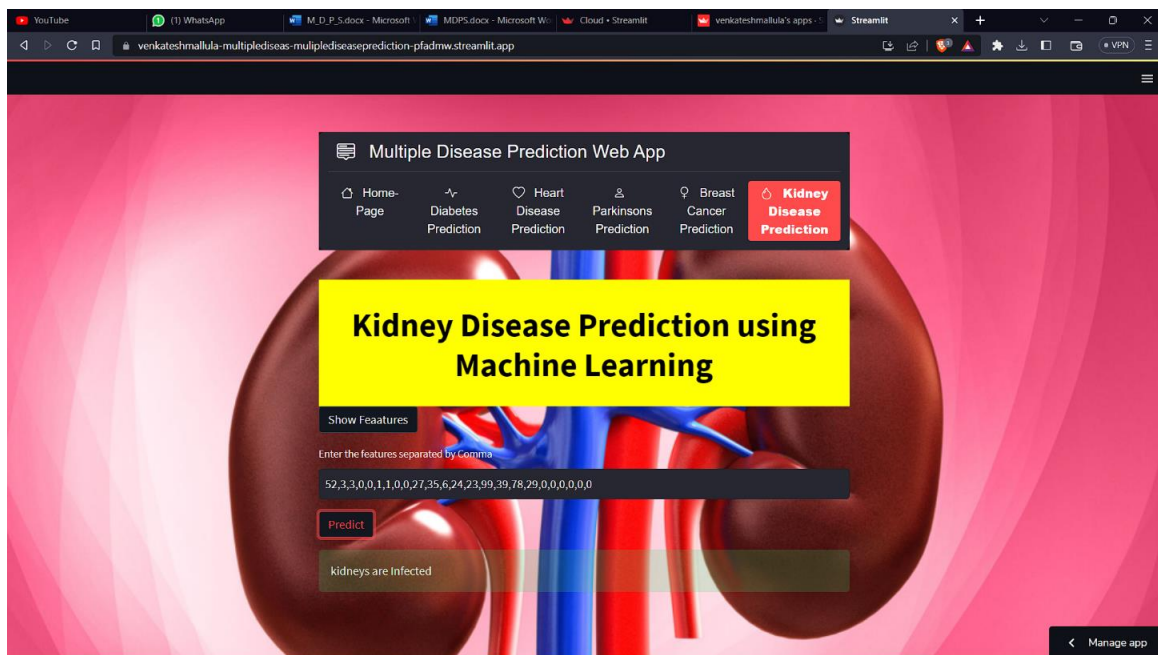 YouTube
(1) WhatsApp
M_D_P_S.docx - Microsoft
MDPS.docx - Microsoft Wo
Cloud • Streamlit
venkateshmallula's apps ·
Streamlit
venkateshmallula-multiplediseas-muliplediseaseprediction-pfadmw.streamlit.app
VPN
Multiple Disease Prediction Web App
Home-
Page
Diabetes
Prediction
Heart
Disease
Prediction
Parkinsons
Prediction
Breast
Cancer
Prediction
Kidney
Disease
Prediction
Kidney Disease Prediction using
Machine Learning
Show Feaatures
Enter the features separated by Comma
52,3,3,0,0,1,1,0,0,27,35,6,24,23,99,39,78,29,0,0,0,0,0,0
Predict
kidneys are Infected
Manage app